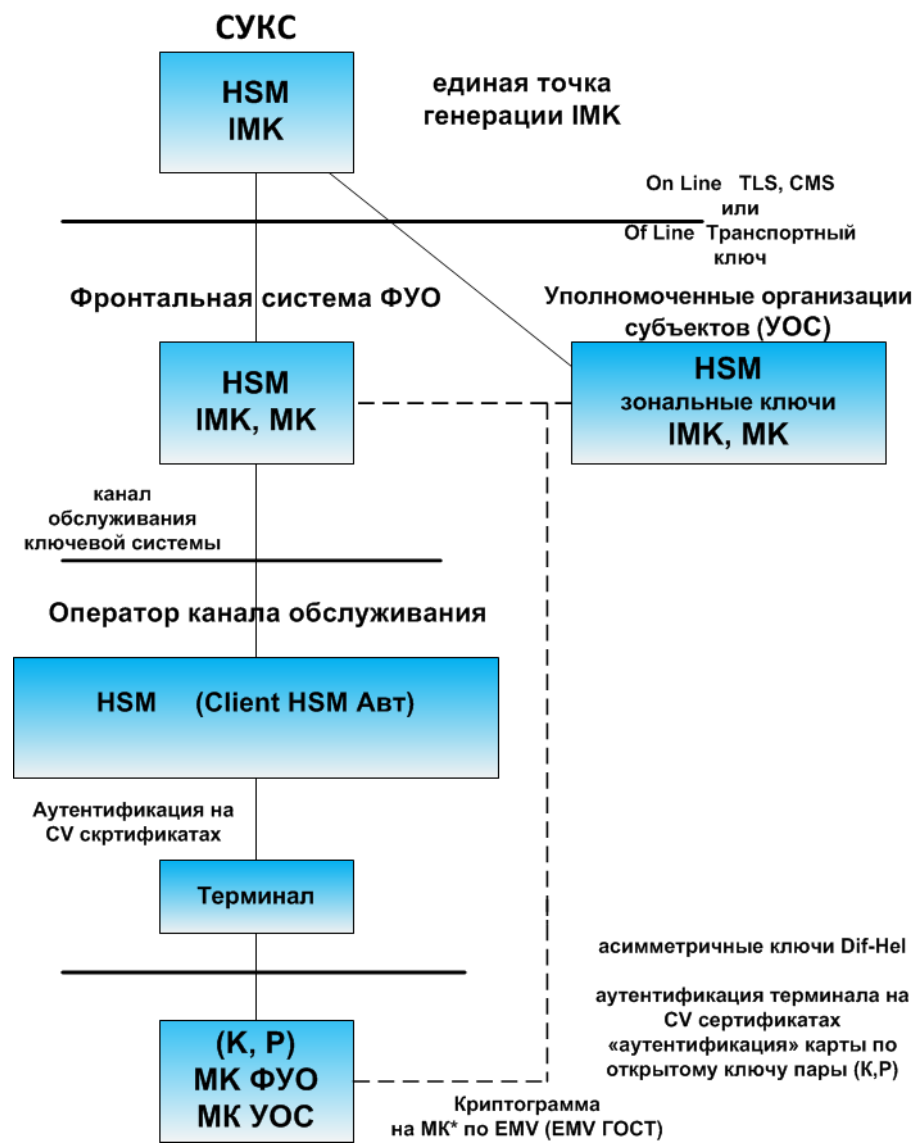 СУКС
HSM
IMK
единая точка
генерации IMK
On Line TLS, CMS
или
Of Line Транспортный
ключ
Фронтальная система ФУО
Уполномоченные организации
субъектов (УОС)
HSM
IMK, MK
HSM
зональные ключи
IMK, MK
канал
обслуживания
ключевой системы
Оператор канала обслуживания
HSM (Client HSM Авт)
Аутентификация на
CV скртификатах
Терминал
асимметричные ключи Dif-Hel
аутентификация терминала на
CV сертификатах
«аутентификация» карты по
открытому ключу пары (К,Р)
(K, P)
МК ФУО
МК УОС
Криптограмма
на МК* по EMV (EMV ГОСТ)